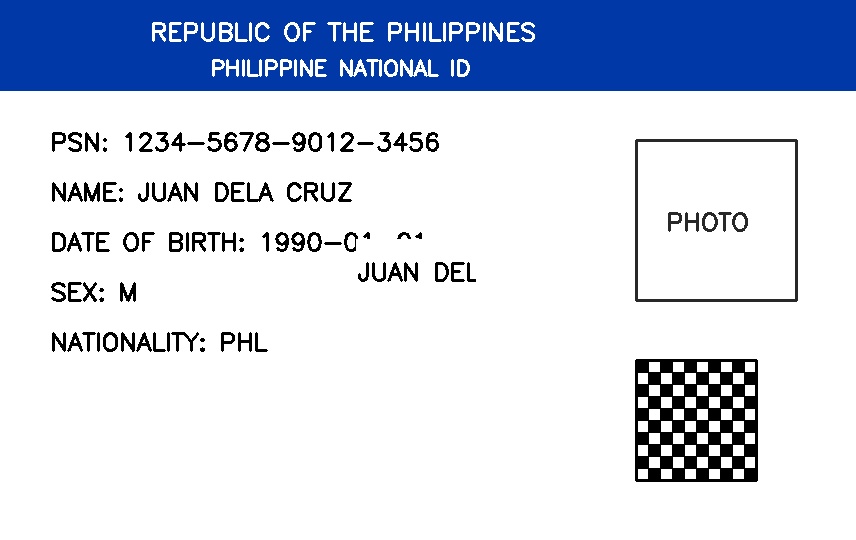 REPUBLIC OF THE PHILIPPINES
PHILIPPINE NATIONAL ID
PSN: 1234-5678-9012-3456
NAME: JUAN DELA CRUZ
DATE OF BIRTH:
JUAN DEL
SEX: M
NATIONALITY: PHL
PHOTO